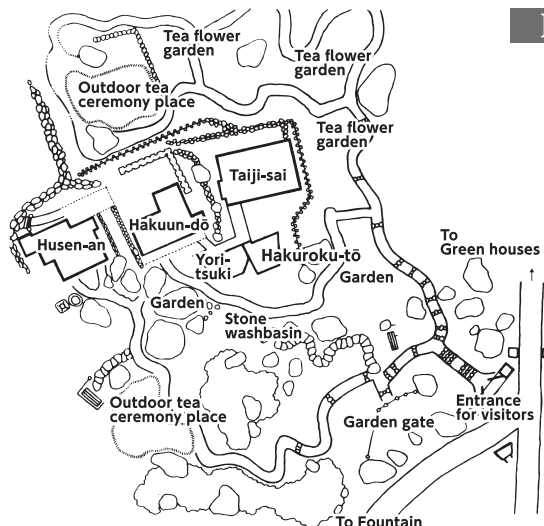 Tea flower
garden
Tea flower
garden
Outdoor tea
ceremony place
Tea flower
garden
Taiji-sai
Hakuun-dō
Husen-an
Yori-
tsuki
Hakuroku-tō
To
Green houses
↑
Garden
Garden
Stone
washbasin
Outdoor tea
ceremony place
Garden gate
Entrance
for visitors
To Fountain